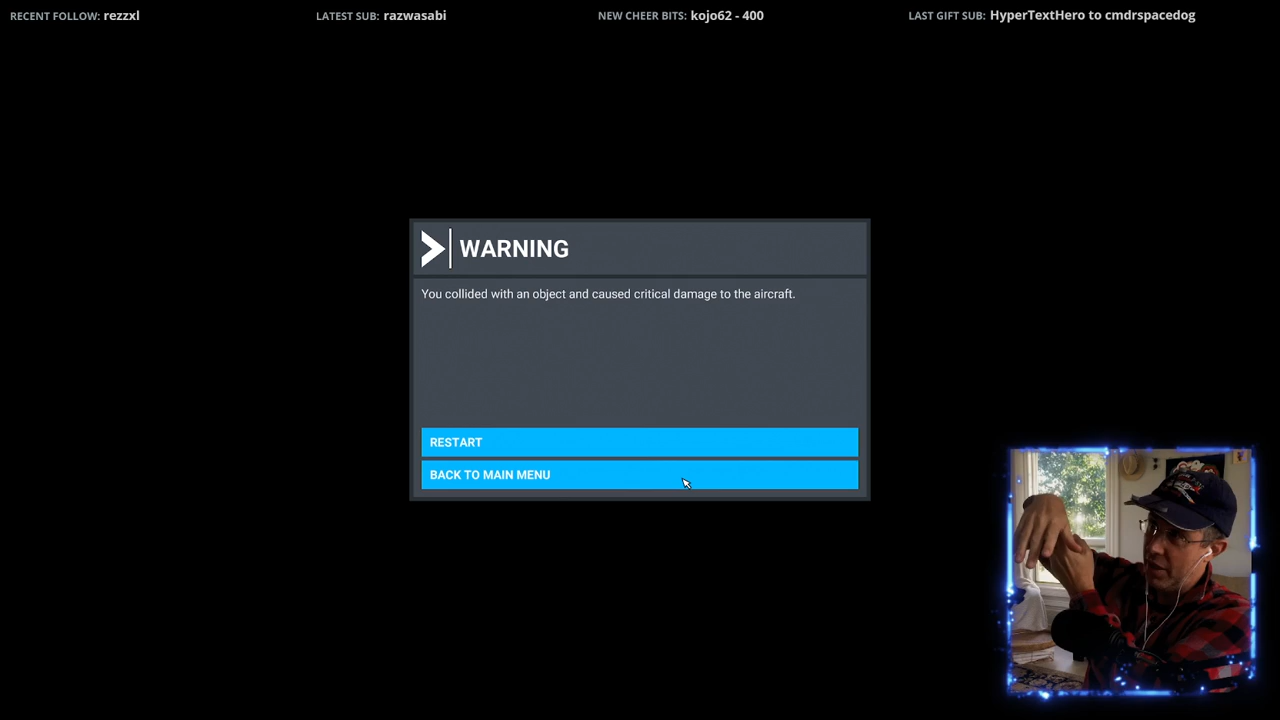 RECENT FOLLOW: rezzxl
LATEST SUB: razwasabi
NEW CHEER BITS: kojo62 - 400
LAST GIFT SUB: HyperTextHero to cmdrspacedog
WARNING
You collided with an object and caused critical damage to the aircraft.
RESTART
BACK TO MAIN MENU